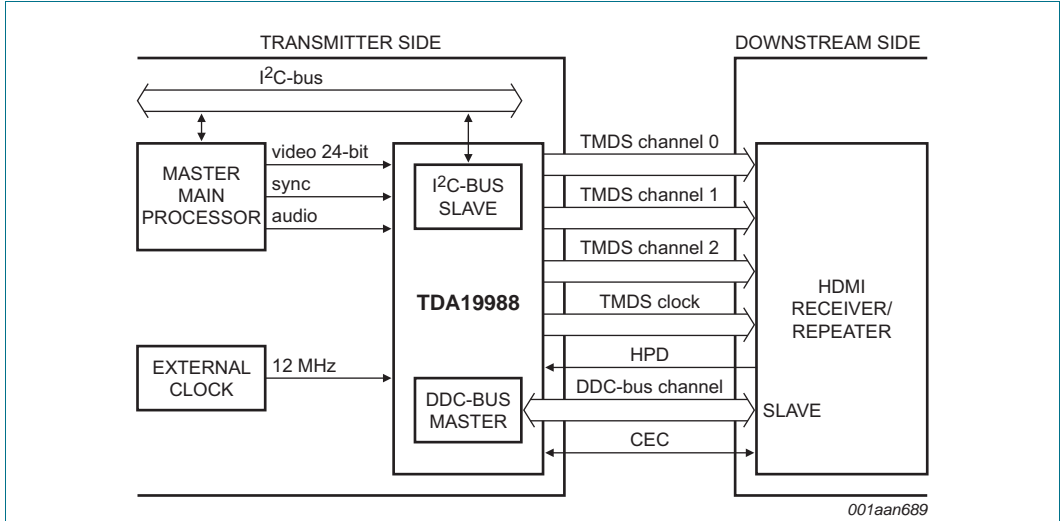 TRANSMITTER SIDE
DOWNSTREAM SIDE
I²C-bus
MASTER
MAIN
PROCESSOR
video 24-bit
sync
audio
I²C-BUS
SLAVE
TDA19988
TMDS channel 0
TMDS channel 1
TMDS channel 2
TMDS clock
HPD
DDC-bus channel
CEC
HDMI
RECEIVER/
REPEATER
SLAVE
EXTERNAL
CLOCK
12 MHz
DDC-BUS
MASTER
001aan689